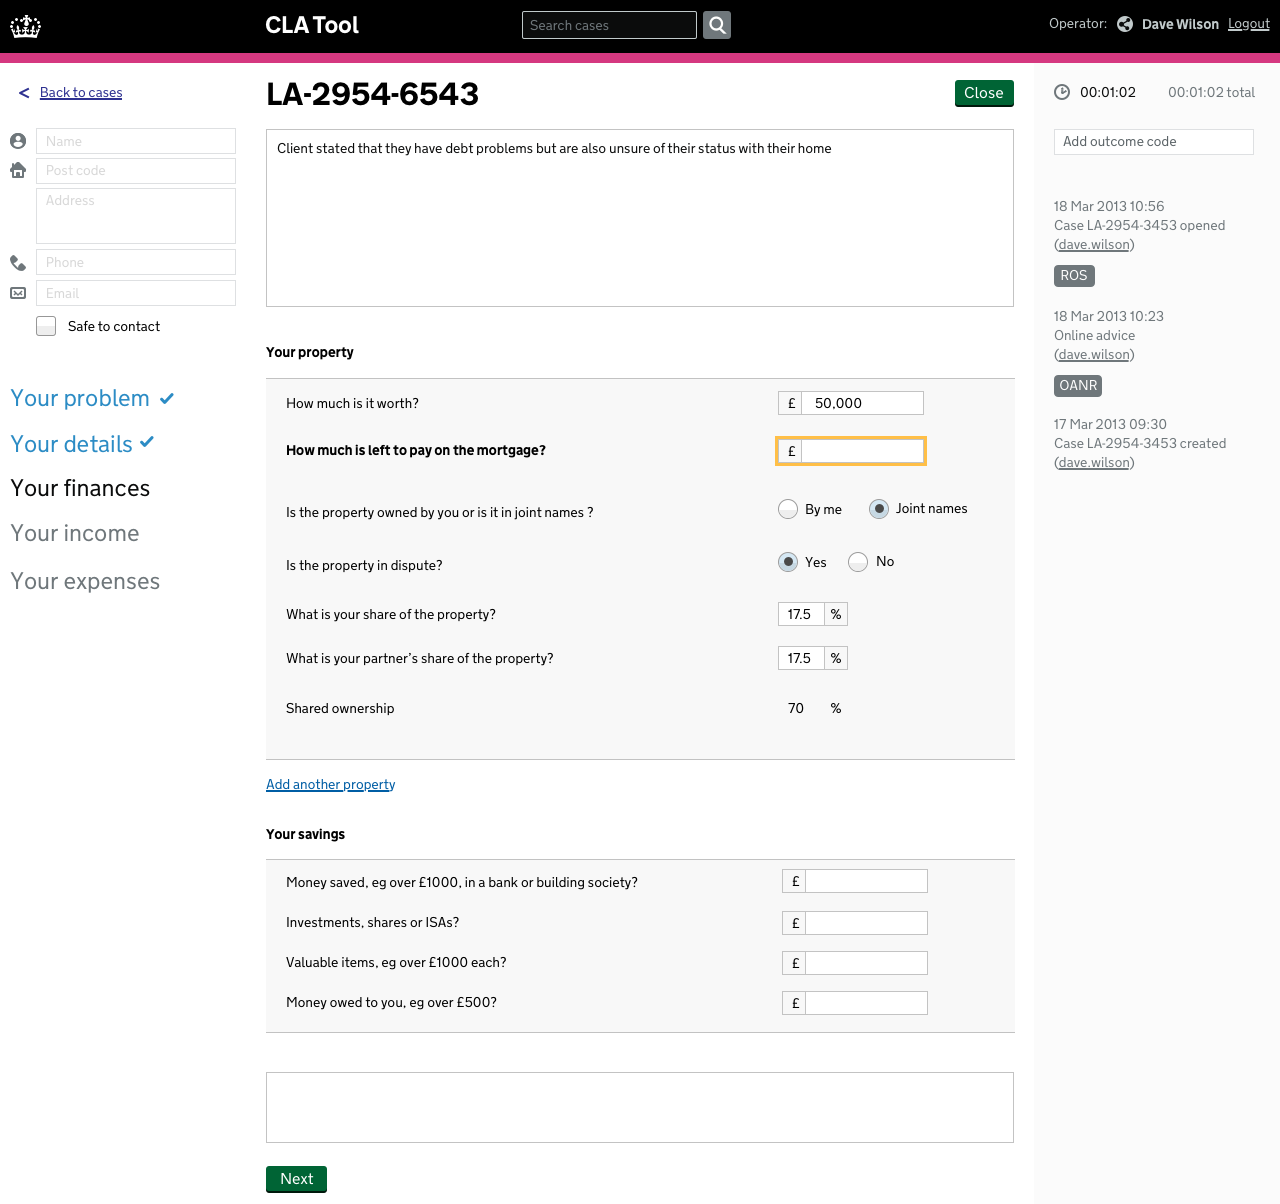 CLA Tool
Search cases
Operator: Dave Wilson Logout
< Back to cases
Name
Post code
Address
Phone
Email
Safe to contact
Your problem
Your details
Your finances
Your income
Your expenses
LA-2954-6543
Close
Client stated that they have debt problems but are also unsure of their status with their home
Your property
How much is it worth? £ 50,000
How much is left to pay on the mortgage? £
Is the property owned by you or is it in joint names ? By me Joint names
Is the property in dispute? Yes No
What is your share of the property? 17.5 %
What is your partner’s share of the property? 17.5 %
Shared ownership 70 %
Add another property
Your savings
Money saved, eg over £1000, in a bank or building society? £
Investments, shares or ISAs? £
Valuable items, eg over £1000 each? £
Money owed to you, eg over £500? £
Next
00:01:02 00:01:02 total
Add outcome code
18 Mar 2013 10:56
Case LA-2954-3453 opened
(dave.wilson)
ROS
18 Mar 2013 10:23
Online advice
(dave.wilson)
OANR
17 Mar 2013 09:30
Case LA-2954-3453 created
(dave.wilson)